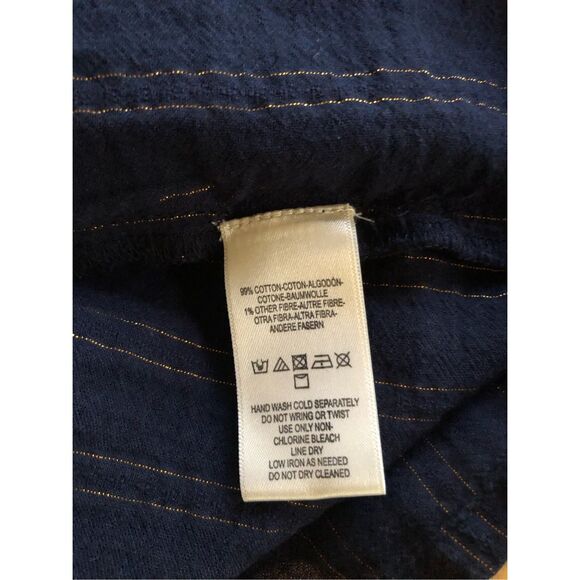 99% COTTON-COTON-ALGODÓN-
COTONE-BAUMWOLLE
1% OTHER FIBRE-AUTRE FIBRE-
OTRA FIBRA-ALTRA FIBRA-
ANDERE FASERN
HAND WASH COLD SEPARATELY
DO NOT WRING OR TWIST
USE ONLY NON-
CHLORINE BLEACH
LINE DRY
LOW IRON AS NEEDED
DO NOT DRY CLEANED